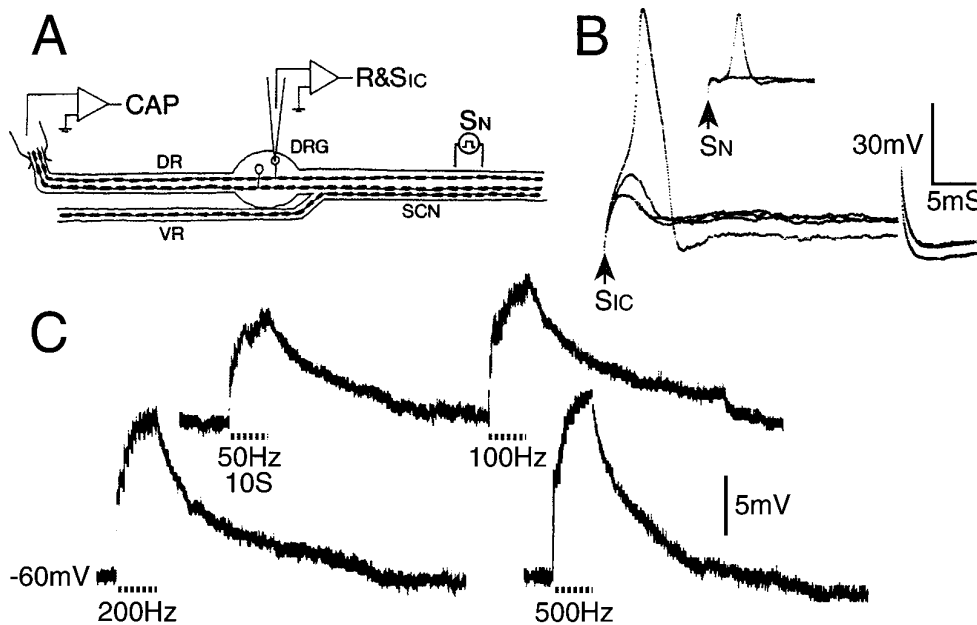 A
CAP
R&SIC
SN
DR
DRG
VR
SCN
B
SN
30mV
5mS
SIC
C
50Hz
10S
100Hz
5mV
-60mV
200Hz
500Hz